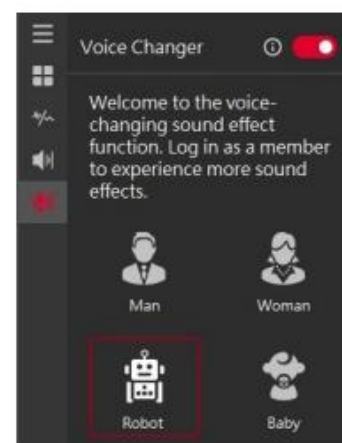 Voice Changer
Welcome to the voice-
changing sound effect
function. Log in as a member
to experience more sound
effects.
Man Woman
Robot Baby